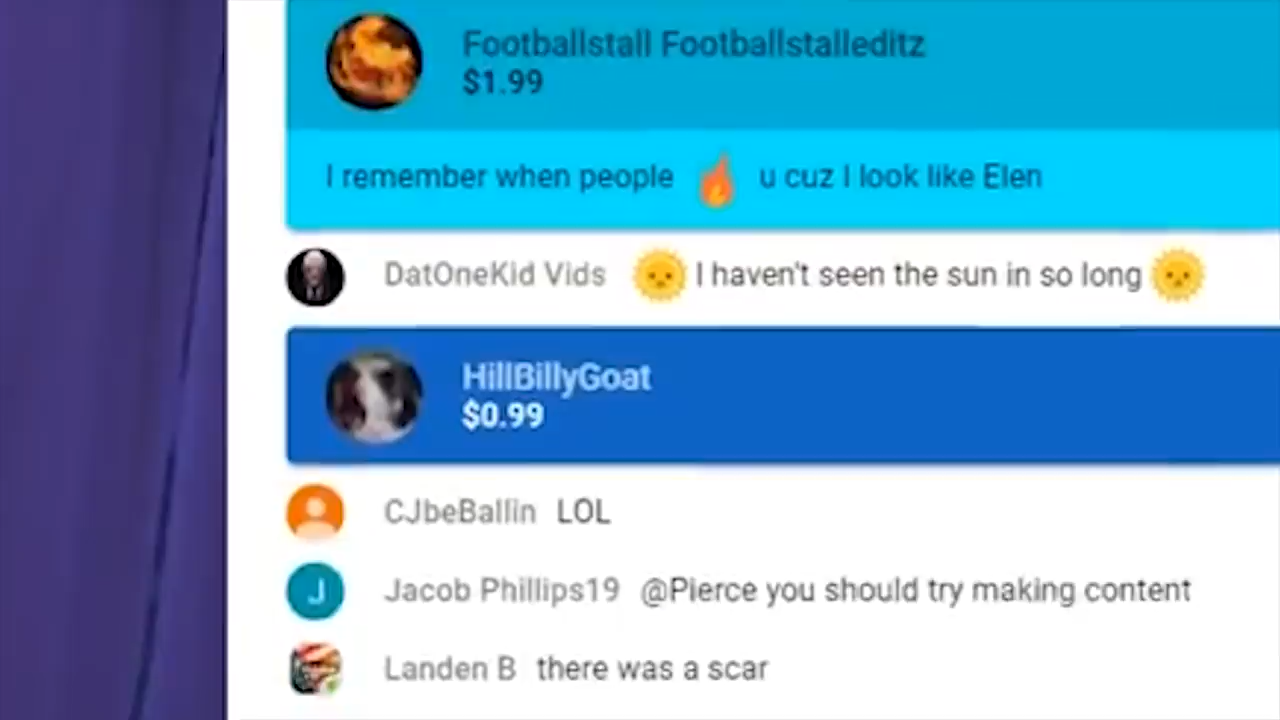 Footballstall Footballstalleditz
$1.99
I remember when people 🔥 u cuz I look like Elen
DatOneKid Vids 🌞 I haven't seen the sun in so long 🌞
HillBillyGoat
$0.99
CJbeBallin LOL
J Jacob Phillips19 @Pierce you should try making content
Landen B there was a scar